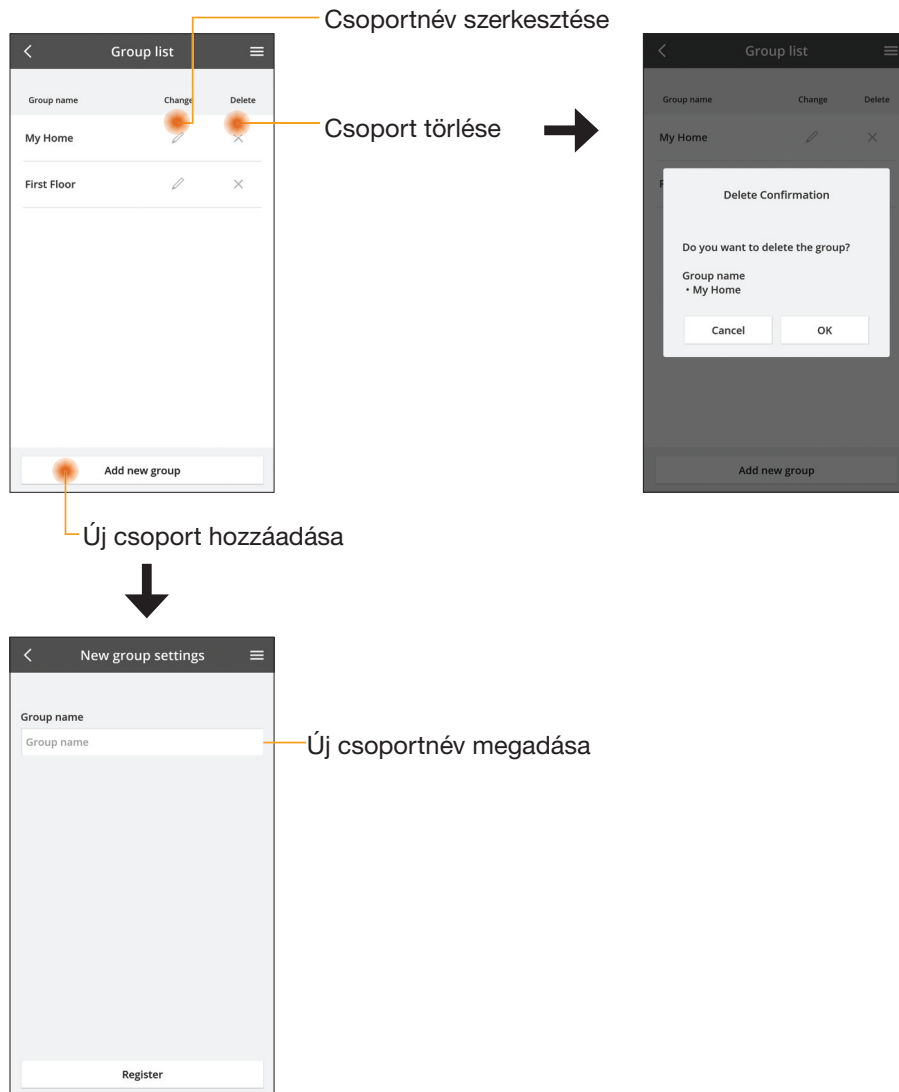 Csoportnév szerkesztése
Group list
Group name Change Delete
My Home
First Floor
Csoport törlése
Add new group
Új csoport hozzáadása
Group list
Group name Change Delete
My Home
F
Delete Confirmation
Do you want to delete the group?
Group name
• My Home
Cancel OK
Add new group
New group settings
Group name
Group name
Új csoportnév megadása
Register